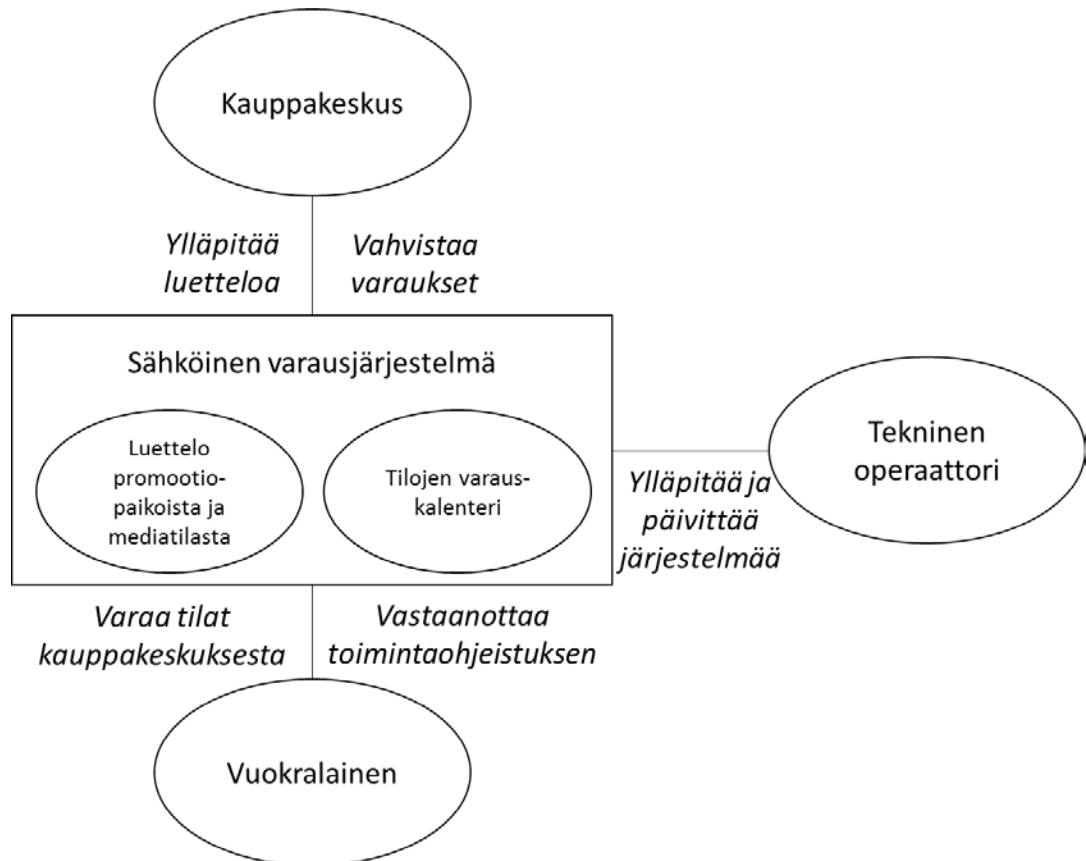 Kauppakeskus
Ylläpitää
luetteloa
Vahvistaa
varaukset
Sähköinen varausjärjestelmä
Luettelo
promootio-
paikoista ja
mediatilasta
Tilojen varaus-
kalenteri
Tekninen
operaattori
Ylläpitää ja
päivittää
järjestelmää
Varaa tilat
kauppakeskuksesta
Vastaanottaa
toimintaohjeistuksen
Vuokralainen